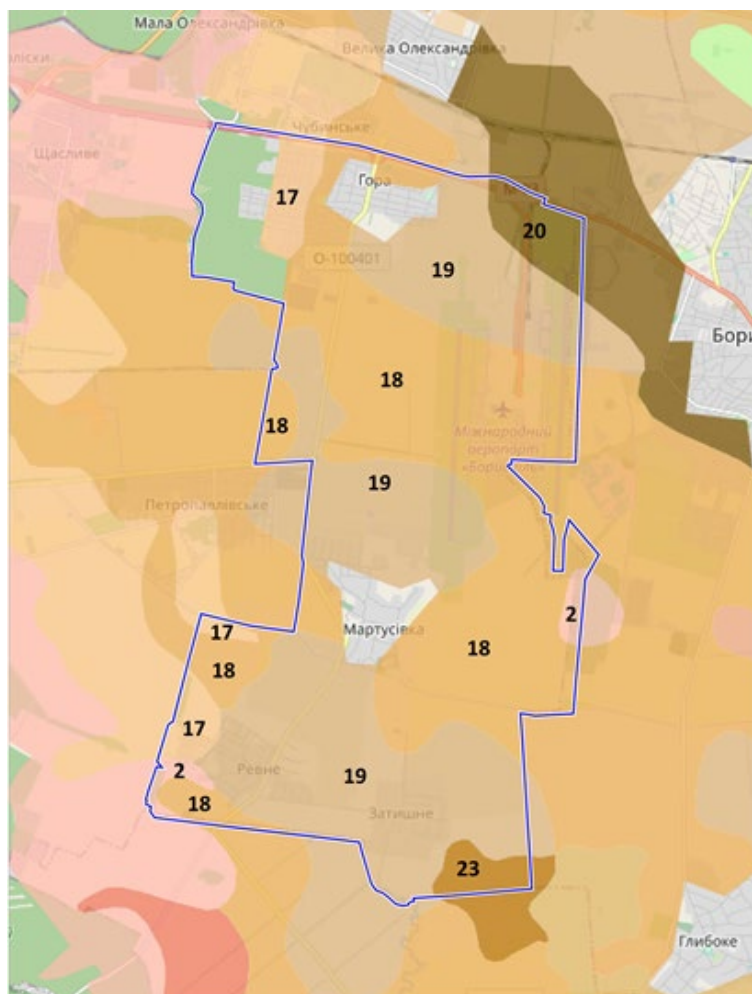 Мала Олександрівка
Велика Олександрівка
Чубинське
Щасливе
Гора
17
20
О-100401
19
18
Міжнародний
аеропорт
«Бориспіль»
18
19
Петропавлівське
2
Мартусівка
17
18
18
17
2
Ревне
19
18
Затишне
23
Глибоке